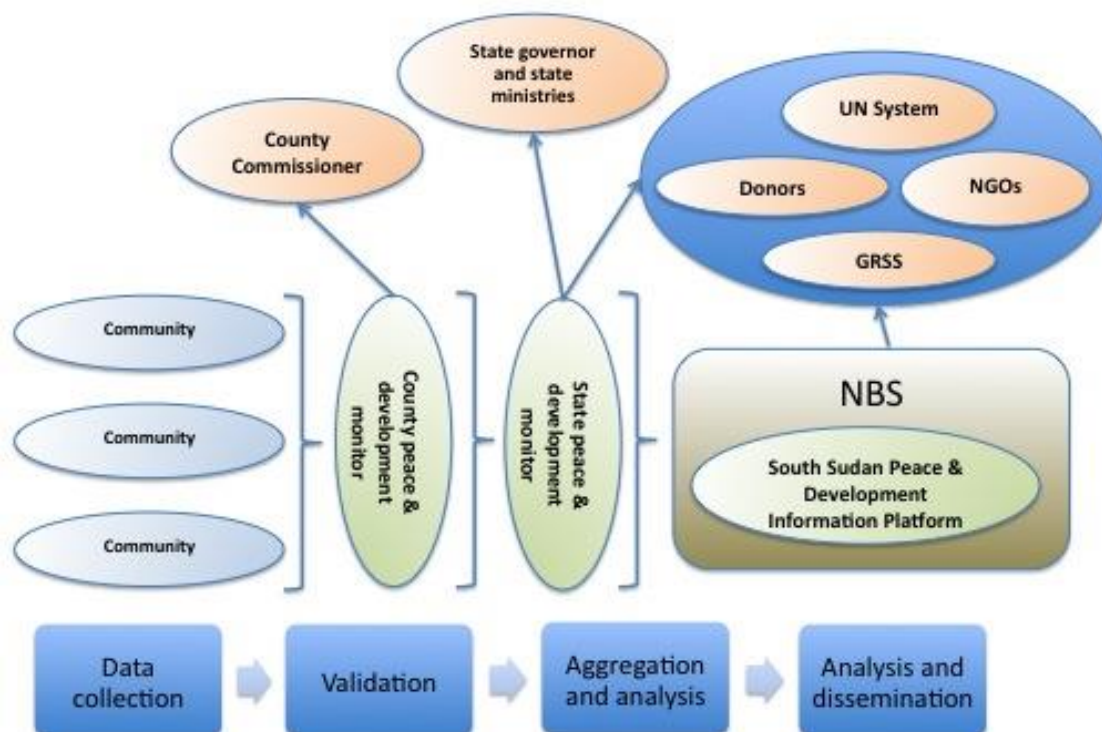 State governor
and state
ministries
UN System
County
Commissioner
Donors
NGOs
GRSS
Community
Community
Community
County peace &
development
monitor
State peace &
development
monitor
NBS
South Sudan Peace &
Development
Information Platform
Data
collection
Validation
Aggregation
and analysis
Analysis and
dissemination